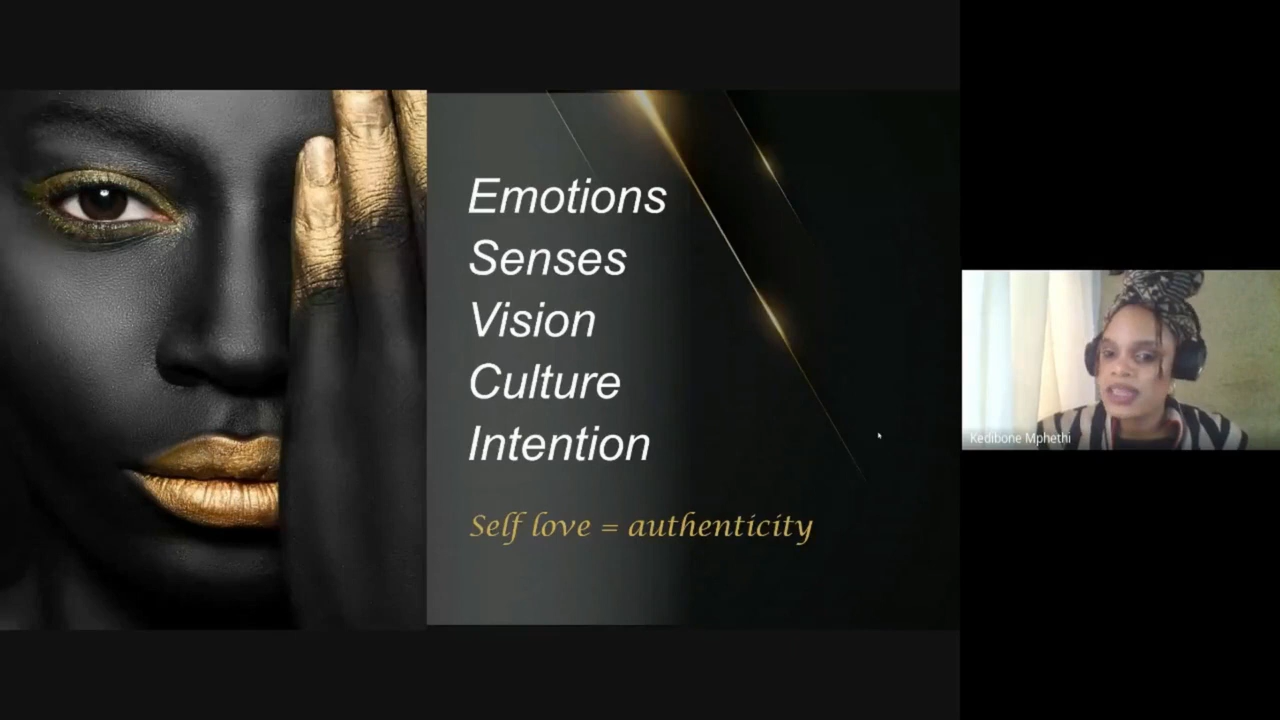 Emotions
Senses
Vision
Culture
Intention
Self love = authenticity
Kedibone Mphethi